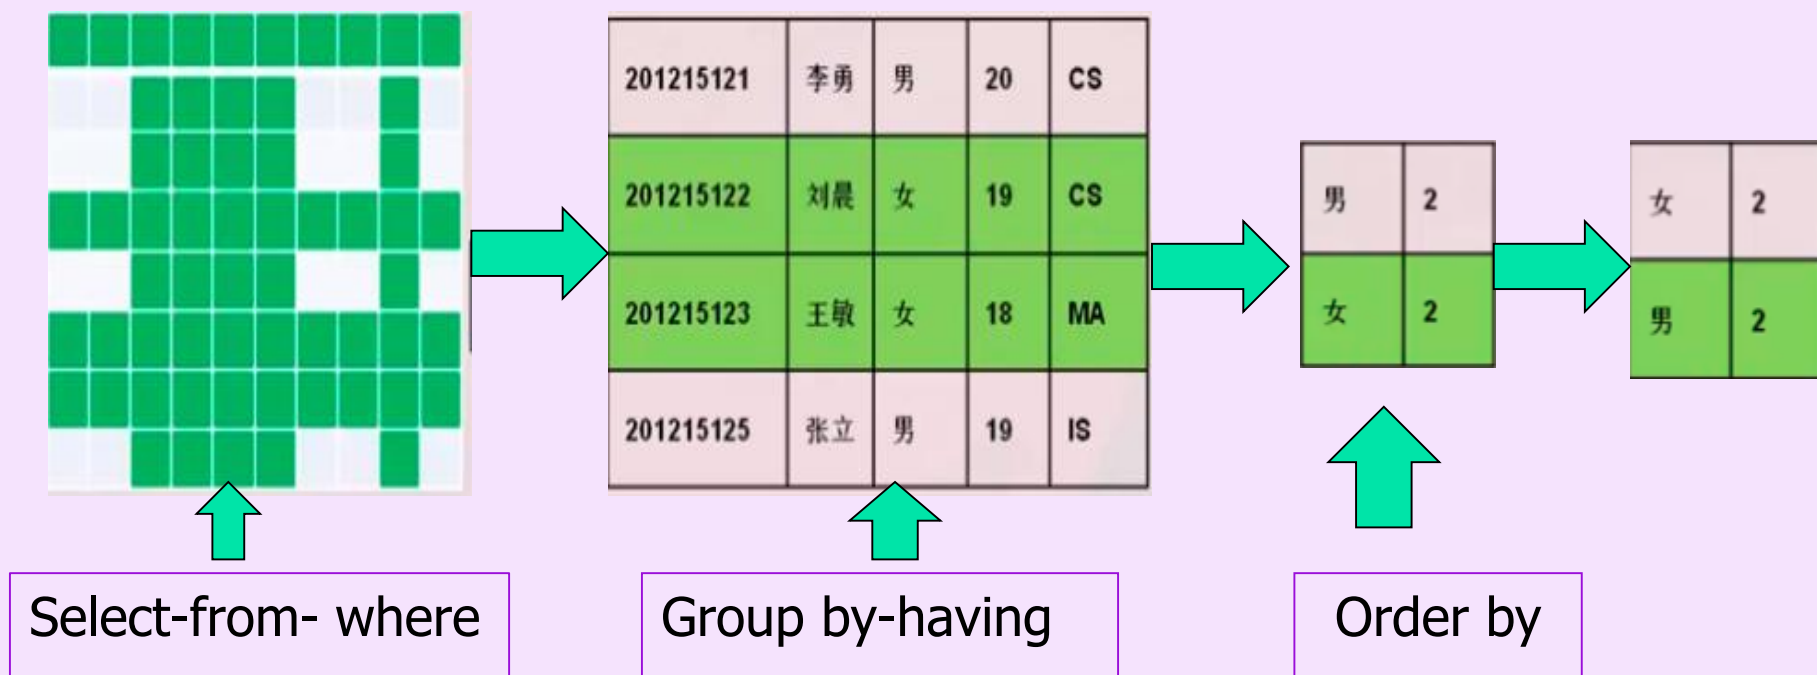 201215121 李勇 男 20 CS
201215122 刘晨 女 19 CS
201215123 王敏 女 18 MA
201215125 张立 男 19 IS
男 2
女 2
女 2
男 2
Select-from- where
Group by-having
Order by